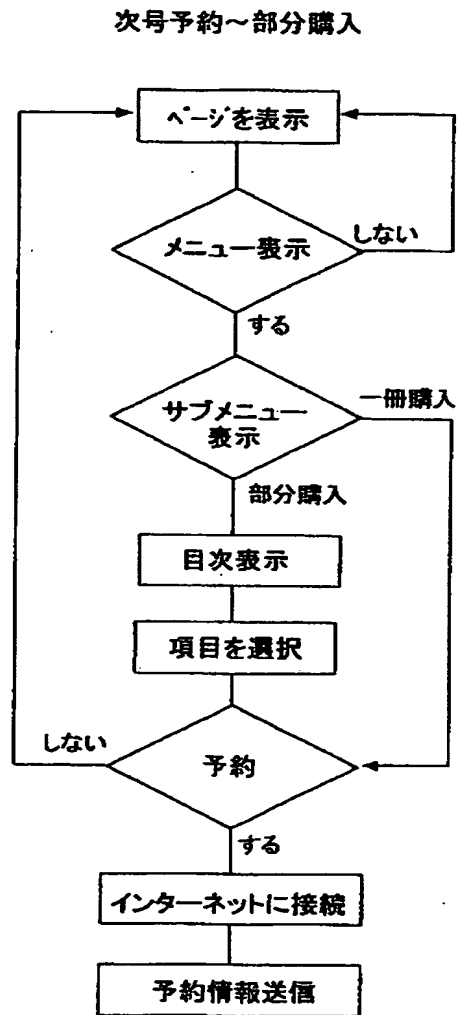 次号予約～部分購入
ページを表示
メニュー表示
しない
する
サブメニュー
表示
一冊購入
部分購入
目次表示
項目を選択
しない
予約
する
インターネットに接続
予約情報送信